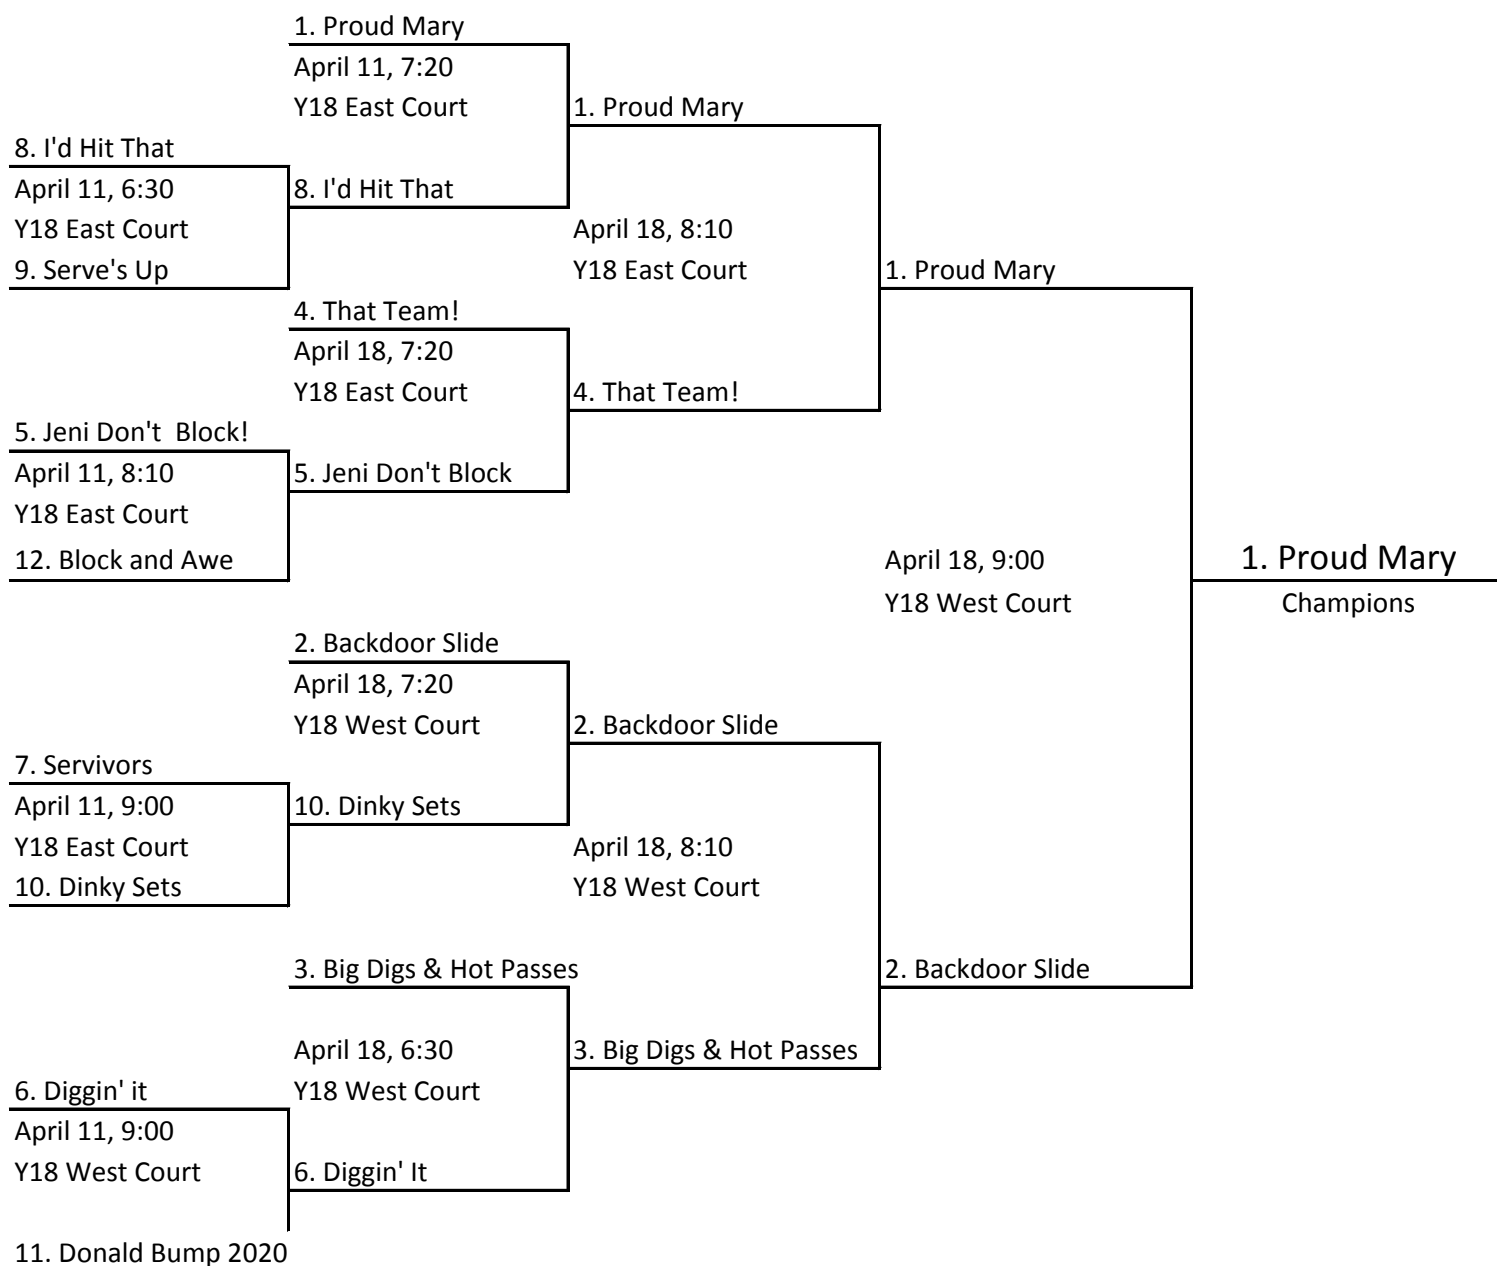 1. Proud Mary
April 11, 7:20
Y18 East Court
1. Proud Mary
8. I'd Hit That
April 11, 6:30
8. I'd Hit That
Y18 East Court
April 18, 8:10
9. Serve's Up
Y18 East Court
1. Proud Mary
4. That Team!
April 18, 7:20
Y18 East Court
4. That Team!
5. Jeni Don't  Block!
April 11, 8:10
5. Jeni Don't Block
Y18 East Court
12. Block and Awe
April 18, 9:00
1. Proud Mary
Y18 West Court
Champions
2. Backdoor Slide
April 18, 7:20
Y18 West Court
2. Backdoor Slide
7. Servivors
April 11, 9:00
10. Dinky Sets
Y18 East Court
April 18, 8:10
10. Dinky Sets
Y18 West Court
3. Big Digs & Hot Passes
2. Backdoor Slide
April 18, 6:30
3. Big Digs & Hot Passes
6. Diggin' it
Y18 West Court
April 11, 9:00
Y18 West Court
6. Diggin' It
11. Donald Bump 2020